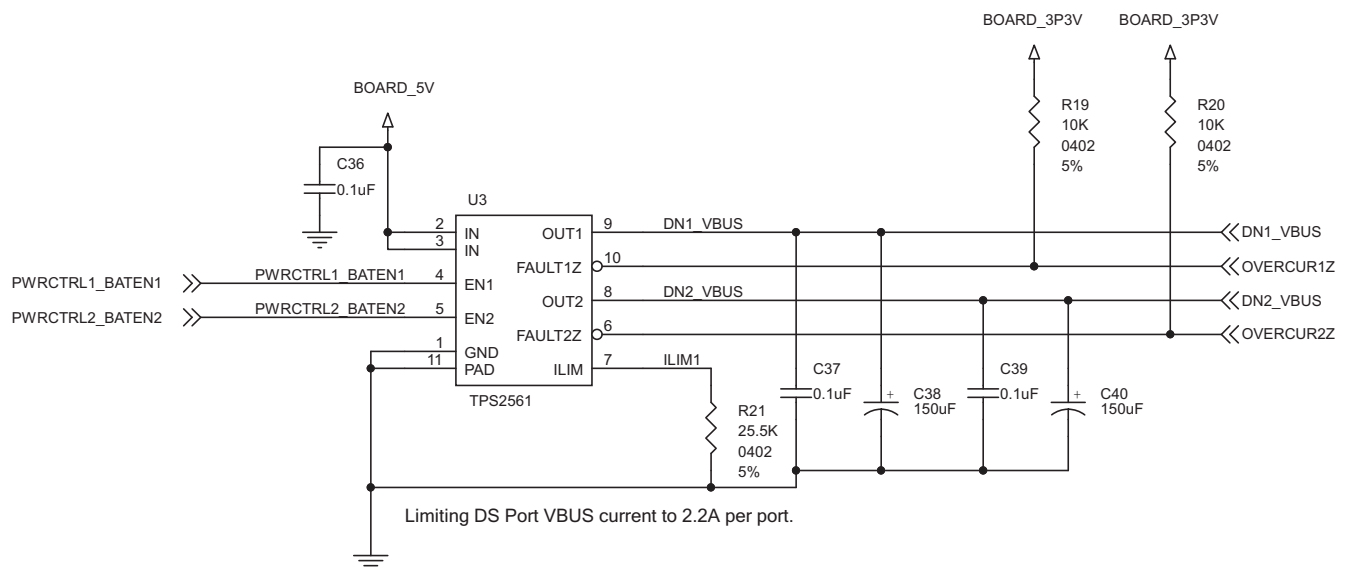 BOARD_3P3V
BOARD_3P3V
BOARD_5V
R19
10K
0402
5%
R20
10K
0402
5%
C36
0.1uF
U3
2
IN
3
IN
PWRCTRL1_BATEN1
PWRCTRL1_BATEN1
4
EN1
PWRCTRL2_BATEN2
PWRCTRL2_BATEN2
5
EN2
1
GND
11
PAD
OUT1
9
DN1_VBUS
DN1_VBUS
FAULT1Z
10
OVERCUR1Z
OUT2
8
DN2_VBUS
DN2_VBUS
FAULT2Z
6
OVERCUR2Z
ILIM
7
ILIM1
TPS2561
R21
25.5K
0402
5%
C37
0.1uF
+
C38
150uF
C39
0.1uF
+
C40
150uF
Limiting DS Port VBUS current to 2.2A per port.